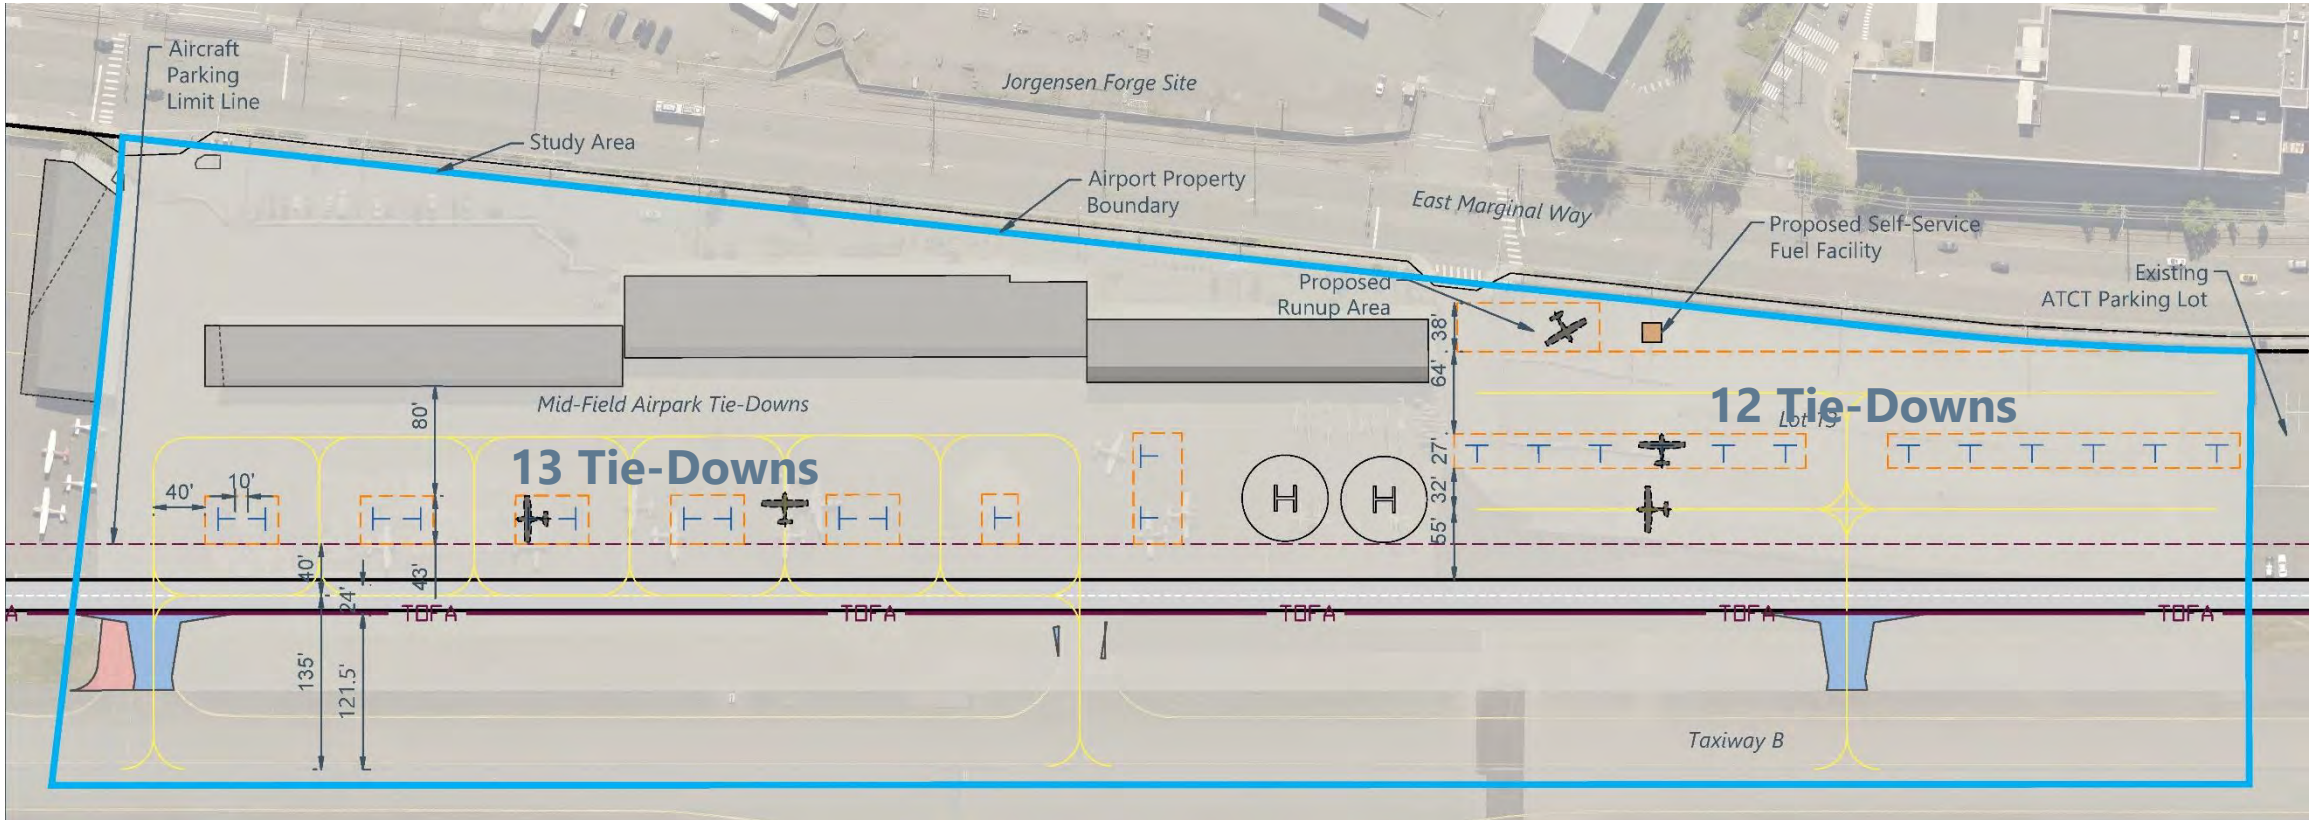 Aircraft
Parking
Limit Line
Jorgensen Forge Site
Study Area
Airport Property
Boundary
East Marginal Way
Proposed Self-Service
Fuel Facility
Existing
ATCT Parking Lot
Proposed
Runup Area
38'
64'
Mid-Field Airpark Tie-Downs
80'
12 Tie-Downs
Lot 13
13 Tie-Downs
27'
40'
10'
32'
H
H
55'
40'
24'
43'
A
TOFA
TOFA
TOFA
TOFA
TOFA
135'
121.5'
Taxiway B